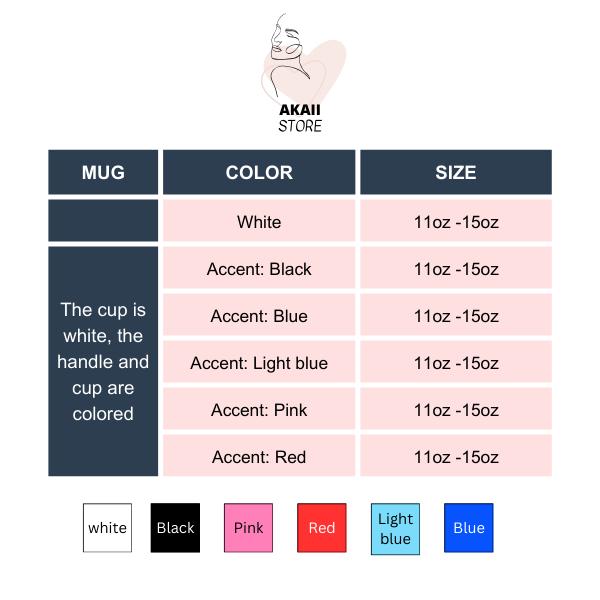 AKAII
STORE
MUG COLOR SIZE
White 11oz -15oz
Accent: Black 11oz -15oz
Accent: Blue 11oz -15oz
Accent: Light blue 11oz -15oz
Accent: Pink 11oz -15oz
Accent: Red 11oz -15oz
The cup is
white, the
handle and
cup are
colored
white Black Pink Red Light blue Blue